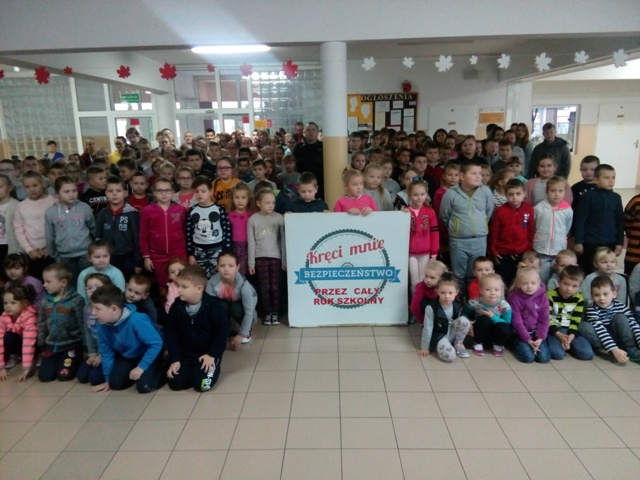 OGŁOSZENIA
Kręci mnie
BEZPIECZEŃSTWO
PRZEZ CAŁY
ROK SZKOLNY